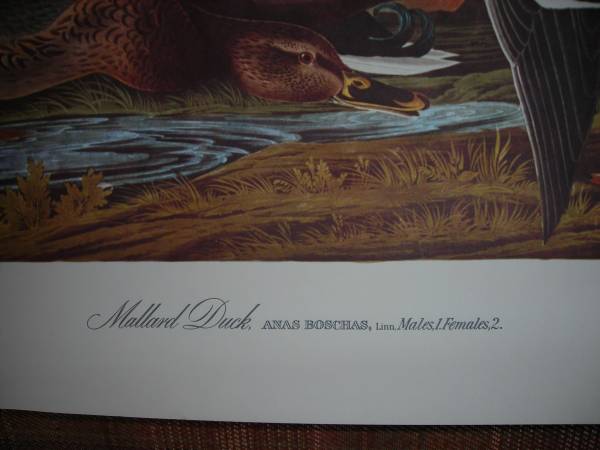 Mallard Duck, ANAS BOSCHAS, Linn, Males, 1. Females, 2.